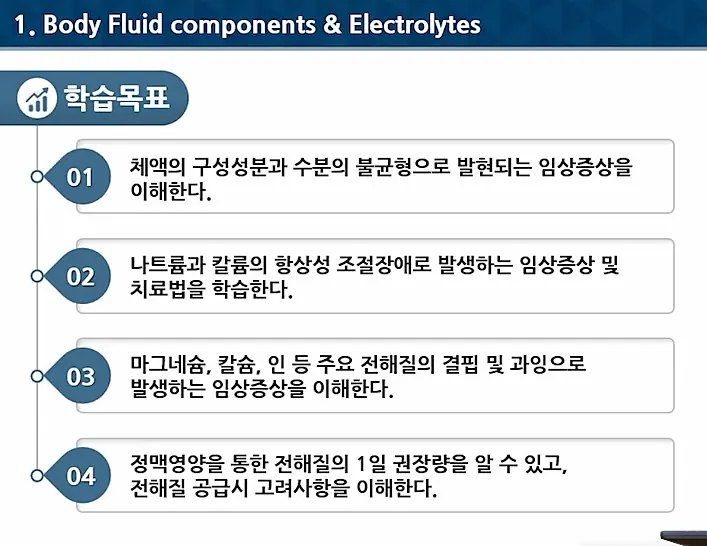 1. Body Fluid components & Electrolytes
학습목표
01
체액의 구성성분과 수분의 불균형으로 발현되는 임상증상을
이해한다.
02
나트륨과 칼륨의 항상성 조절장애로 발생하는 임상증상 및
치료법을 학습한다.
03
마그네슘, 칼슘, 인 등 주요 전해질의 결핍 및 과잉으로
발생하는 임상증상을 이해한다.
04
정맥영양을 통한 전해질의 1일 권장량을 알 수 있고,
전해질 공급시 고려사항을 이해한다.